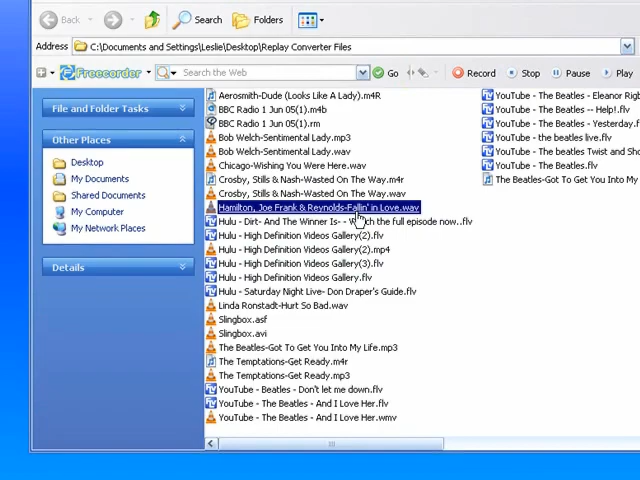 Back Search Folders
Address C:\Documents and Settings\Leslie\Desktop\Replay Converter Files
Freecorder Search the Web Go Record Stop Pause Play
File and Folder Tasks
Other Places
Desktop
My Documents
Shared Documents
My Computer
My Network Places
Details
Aerosmith-Dude (Looks Like A Lady).m4R
BBC Radio 1 Jun 05(1).m4b
BBC Radio 1 Jun 05(1).rm
Bob Welch-Sentimental Lady.mp3
Bob Welch-Sentimental Lady.wav
Chicago-Wishing You Were Here.wav
Crosby, Stills & Nash-Wasted On The Way.m4r
Crosby, Stills & Nash-Wasted On The Way.wav
Hamilton, Joe Frank & Reynolds-Fallin' in Love.wav
Hulu - Dirt- And The Winner Is- - Watch the full episode now..flv
Hulu - High Definition Videos Gallery(2).flv
Hulu - High Definition Videos Gallery(2).mp4
Hulu - High Definition Videos Gallery(3).flv
Hulu - High Definition Videos Gallery.flv
Hulu - Saturday Night Live- Don Draper's Guide.flv
Linda Ronstadt-Hurt So Bad.wav
Slingbox.asf
Slingbox.avi
The Beatles-Got To Get You Into My Life.mp3
The Temptations-Get Ready.m4r
The Temptations-Get Ready.mp3
YouTube - Beatles - Don't let me down.flv
YouTube - The Beatles - And I Love Her.flv
YouTube - The Beatles - And I Love Her.wmv
YouTube - The Beatles - Eleanor Rig
YouTube - The Beatles -- Help!.flv
YouTube - The Beatles - Yesterday.f
YouTube - the beatles live.flv
YouTube - The Beatles Twist and Sho
YouTube - The Beatles.flv
The Beatles-Got To Get You Into My